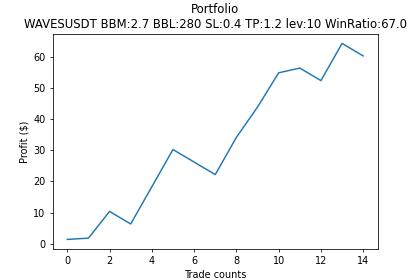 Portfolio
WAVESUSDT BBM:2.7 BBL:280 SL:0.4 TP:1.2 lev:10 WinRatio:67.0
Profit ($)
60
50
40
30
20
10
0
0 2 4 6 8 10 12 14
Trade counts